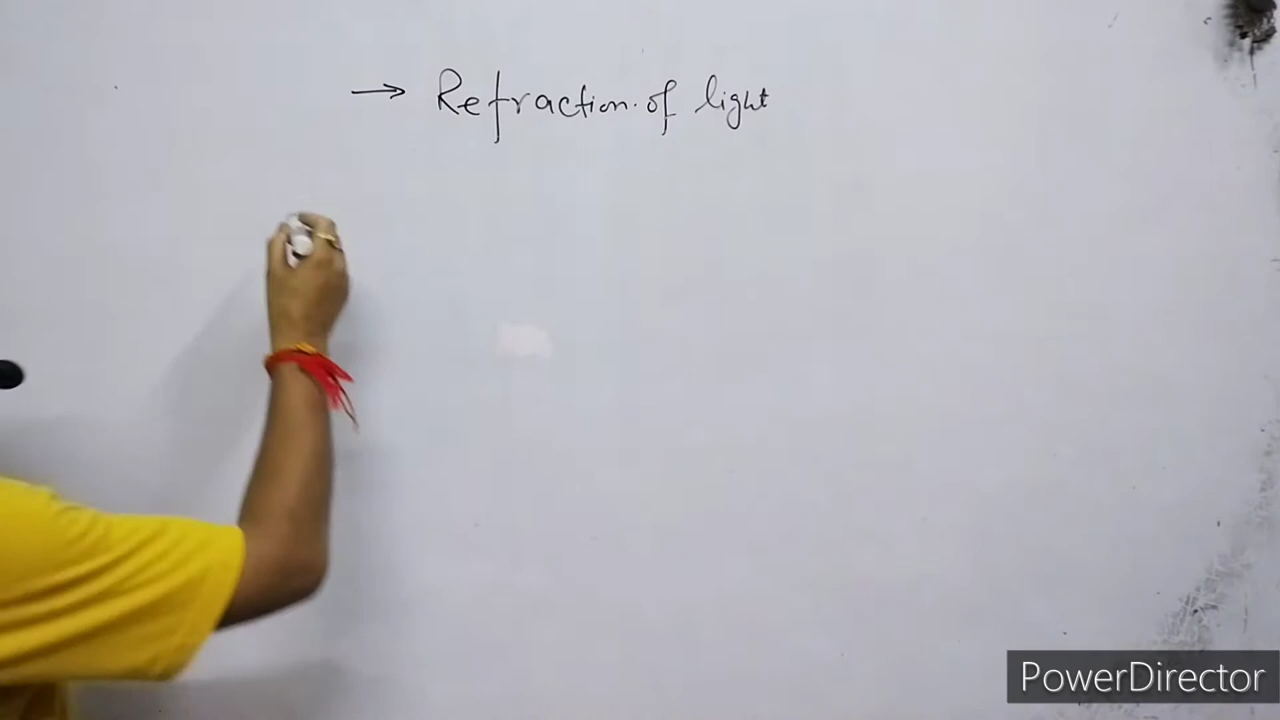 → Refraction of light
PowerDirector